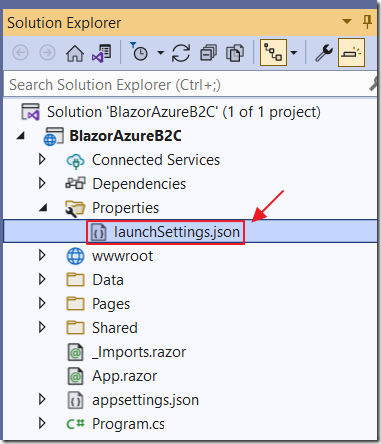 Solution Explorer
Search Solution Explorer (Ctrl+;)
Solution 'BlazorAzureB2C' (1 of 1 project)
BlazorAzureB2C
Connected Services
Dependencies
Properties
launchSettings.json
wwwroot
Data
Pages
Shared
_Imports.razor
App.razor
appsettings.json
Program.cs